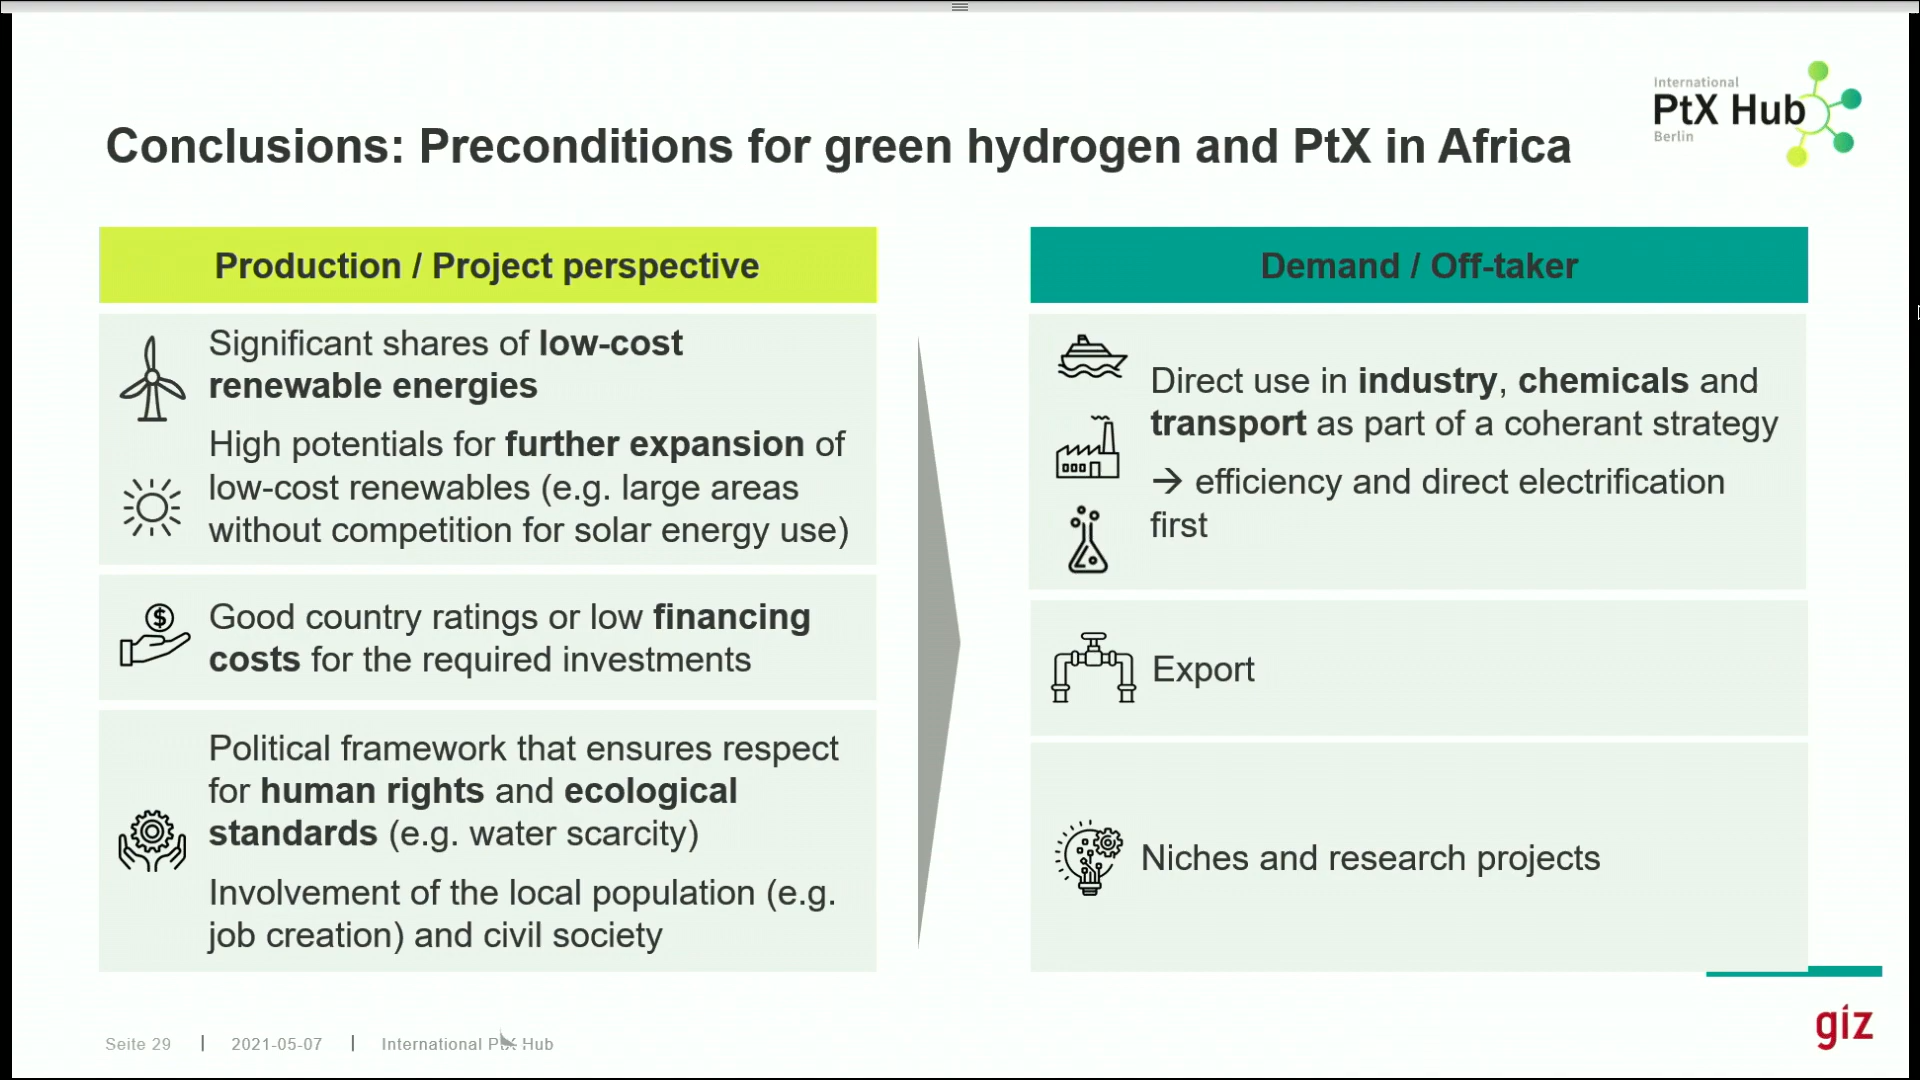 International
PtX Hub
Berlin
Conclusions: Preconditions for green hydrogen and PtX in Africa
Production / Project perspective
Significant shares of low-cost
renewable energies
High potentials for further expansion of
low-cost renewables (e.g. large areas
without competition for solar energy use)
$
Good country ratings or low financing
costs for the required investments
Political framework that ensures respect
for human rights and ecological
standards (e.g. water scarcity)
Involvement of the local population (e.g.
job creation) and civil society
Demand / Off-taker
Direct use in industry, chemicals and
transport as part of a coherant strategy
→ efficiency and direct electrification
first
Export
Niches and research projects
Seite 29 | 2021-05-07 | International PtX Hub
giz